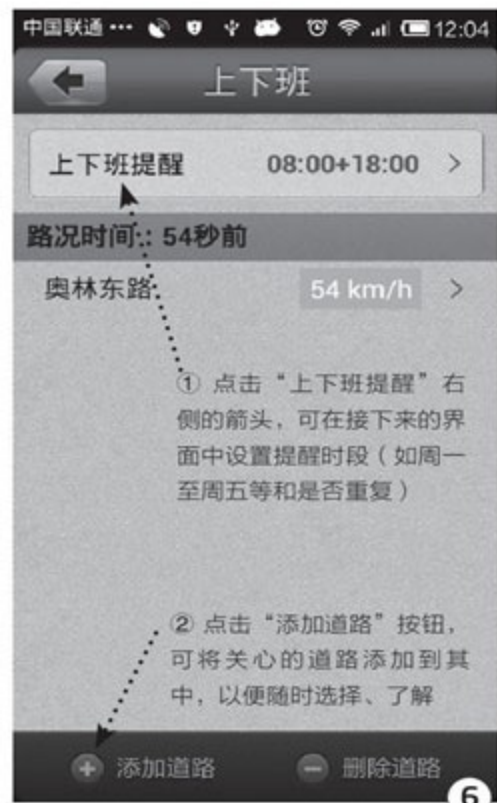 中国联通··· 12:04
上下班
上下班提醒 08:00+18:00 >
路况时间：54秒前
奥林东路 54 km/h >
① 点击“上下班提醒”右
侧的箭头，可在接下来的界
面中设置提醒时段（如周一
至周五等和是否重复）
② 点击“添加道路”按钮，
可将关心的道路添加到其
中，以便随时选择、了解
添加道路 删除道路
6